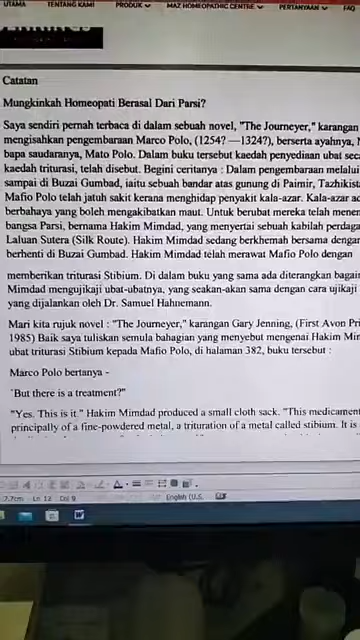 UTAMA TENTANG KAMI PRODUK MAZ HOMEOPATHIC CENTRE PERTANYAAN FAQ
Catatan
Mungkinkah Homeopati Berasal Dari Parsi?
Saya sendiri pernah terbaca di dalam sebuah novel, "The Journeyer," karangan
mengisahkan pengembaraan Marco Polo, (1254? —1324?), berserta ayahnya,
bapa saudaranya, Mato Polo. Dalam buku tersebut kaedah penyediaan ubat
kaedah triturasi, telah disebut. Begini ceritanya : Dalam pengembaraan melalui
sampai di Buzai Gumbad, iaitu sebuah bandar atas gunung di Paimir, Tazhikist
Mafio Polo telah jatuh sakit kerana menghidap penyakit kala-azar. Kala-azar
berbahaya yang boleh mengakibatkan maut. Untuk berubat mereka telah
bangsa Parsi, bernama Hakim Mimdad, yang menyertai sebuah kabilah
Laluan Sutera (Silk Route). Hakim Mimdad sedang berkhemah bersama
berhenti di Buzai Gumbad. Hakim Mimdad telah merawat Mafio Polo dengan
memberikan triturasi Stibium. Di dalam buku yang sama ada diterangkan
Mimdad mengujikaji ubat-ubatnya, yang seakan-akan sama dengan cara ujikaji
yang dijalankan oleh Dr. Samuel Hahnemann.
Mari kita rujuk novel : "The Journeyer," karangan Gary Jenning, (First Avon
1985) Baik saya tuliskan semula bahagian yang menyebut mengenai Hakim
ubat triturasi Stibium kepada Mafio Polo, di halaman 382, buku tersebut :
Marco Polo bertanya -
"But there is a treatment?"
"Yes. This is it." Hakim Mimdad produced a small cloth sack. "This medicament
principally of a fine-powdered metal, a trituration of a metal called stibium. It is
7.7cm Ln 12 Col 9 English (U.S.